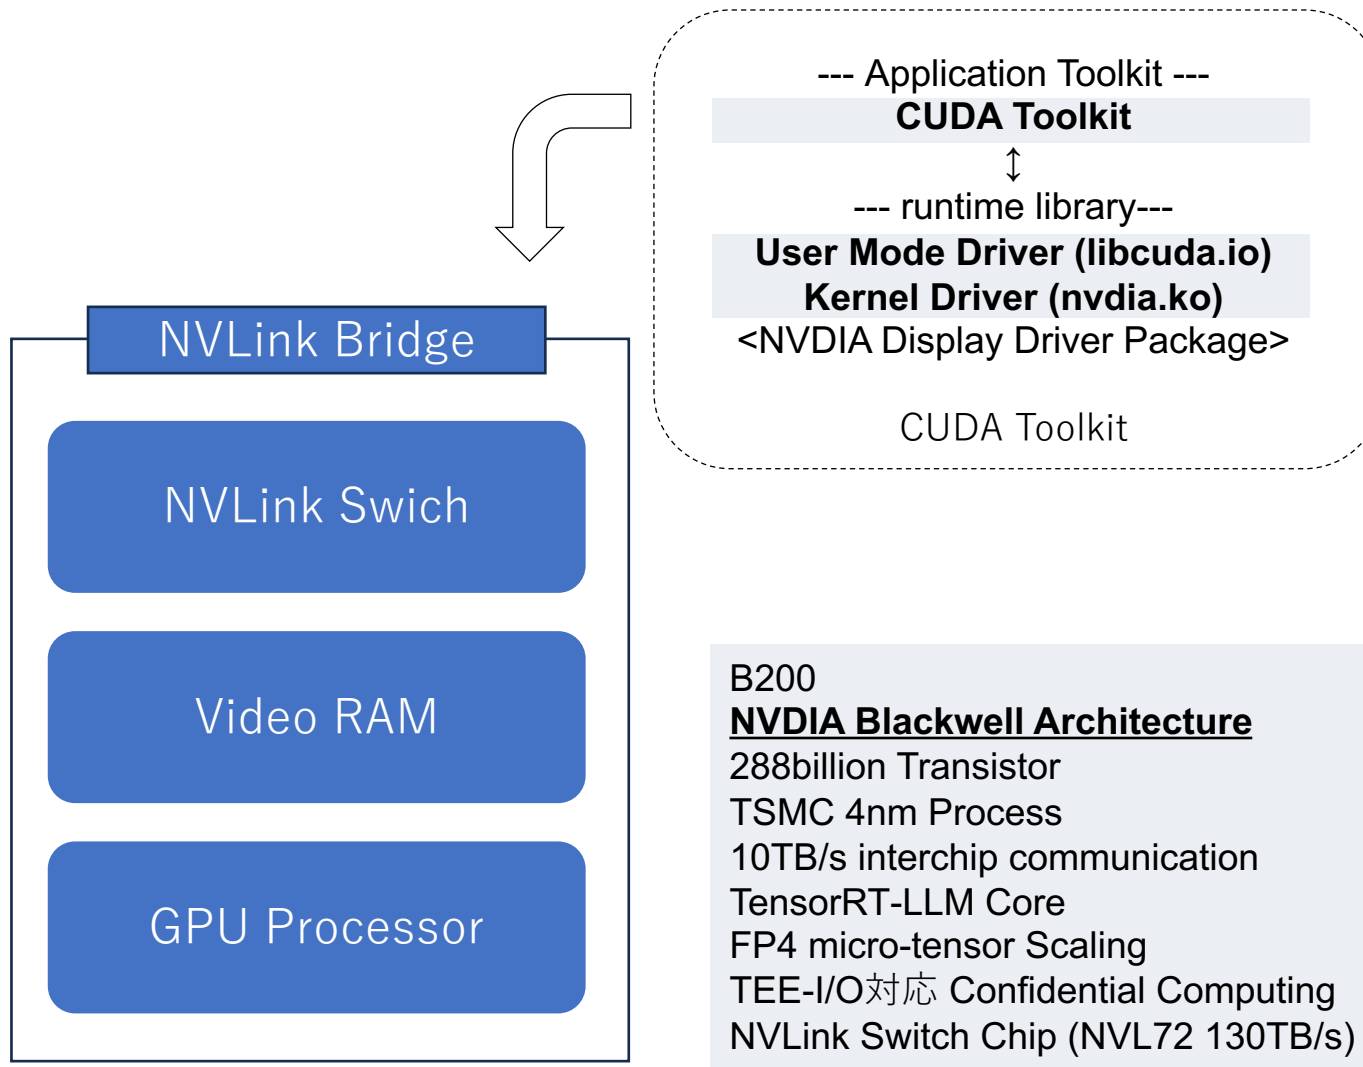 --- Application Toolkit ---
CUDA Toolkit
↕
--- runtime library---
User Mode Driver (libcuda.io)
Kernel Driver (nvdia.ko)
<NVDIA Display Driver Package>
CUDA Toolkit
NVLink Bridge
NVLink Swich
Video RAM
GPU Processor
B200
NVDIA Blackwell Architecture
288billion Transistor
TSMC 4nm Process
10TB/s interchip communication
TensorRT-LLM Core
FP4 micro-tensor Scaling
TEE-I/O対応 Confidential Computing
NVLink Switch Chip (NVL72 130TB/s)